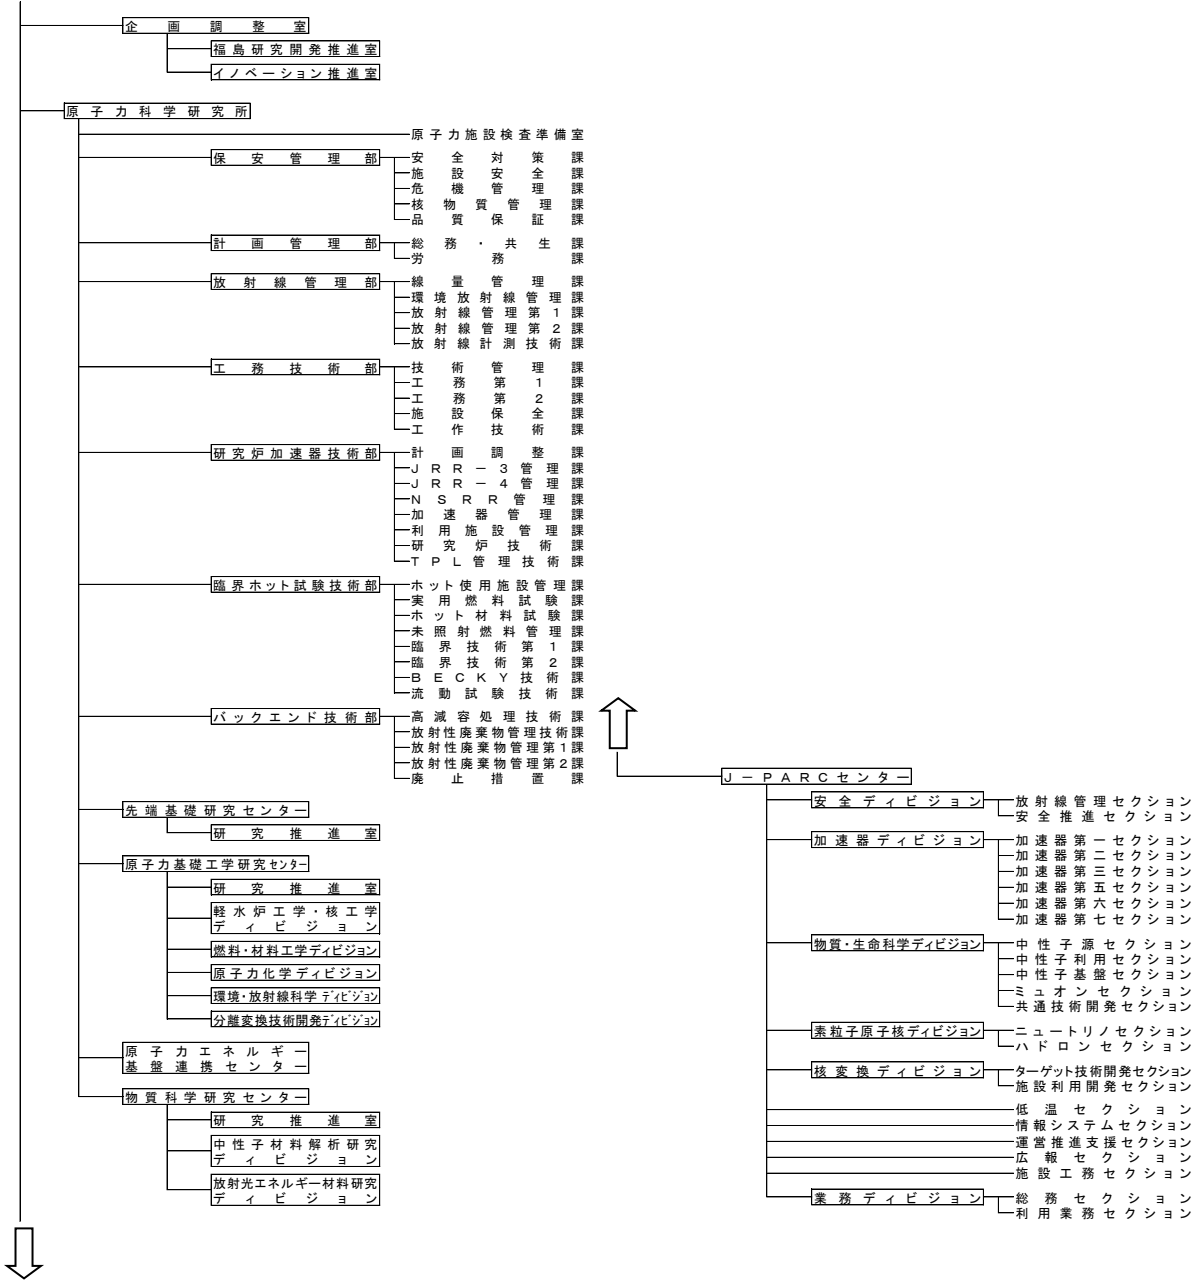 企画調整室
福島研究開発推進室
イノベーション推進室
原子力科学研究所
原子力施設検査準備室
保安管理部
安全対策課
施設安全課
危機管理課
核物質管理課
品質保証課
計画管理部
総務・共生課
労務課
放射線管理部
線量管理課
環境放射線管理課
放射線管理第1課
放射線管理第2課
放射線計測技術課
工務技術部
技術管理課
工務第1課
工務第2課
施設保全課
工作技術課
研究炉加速器技術部
計画調整課
JRR-3管理課
JRR-4管理課
NSRR管理課
加速器管理課
利用施設管理課
研究炉技術課
TPL管理技術課
臨界ホット試験技術部
ホット使用施設管理課
実用燃料試験課
ホット材料試験課
未照射燃料管理課
臨界技術第1課
臨界技術第2課
BECKY技術課
流動試験技術課
バックエンド技術部
高減容処理技術課
放射性廃棄物管理技術課
放射性廃棄物管理第1課
放射性廃棄物管理第2課
廃止措置課
先端基礎研究センター
研究推進室
原子力基礎工学研究センター
研究推進室
軽水炉工学・核工学
ディビジョン
燃料・材料工学ディビジョン
原子力化学ディビジョン
環境・放射線科学ディビジョン
分離変換技術開発ディビジョン
原子力エネルギー
基盤連携センター
物質科学研究センター
研究推進室
中性子材料解析研究
ディビジョン
放射光エネルギー材料研究
ディビジョン
J-PARCセンター
安全ディビジョン
放射線管理セクション
安全推進セクション
加速器ディビジョン
加速器第一セクション
加速器第二セクション
加速器第三セクション
加速器第五セクション
加速器第六セクション
加速器第七セクション
物質・生命科学ディビジョン
中性子源セクション
中性子利用セクション
中性子基盤セクション
ミュオンセクション
共通技術開発セクション
素粒子原子核ディビジョン
ニュートリノセクション
ハドロンセクション
核変換ディビジョン
ターゲット技術開発セクション
施設利用開発セクション
低温セクション
情報システムセクション
運営推進支援セクション
広報セクション
施設工務セクション
業務ディビジョン
総務セクション
利用業務セクション